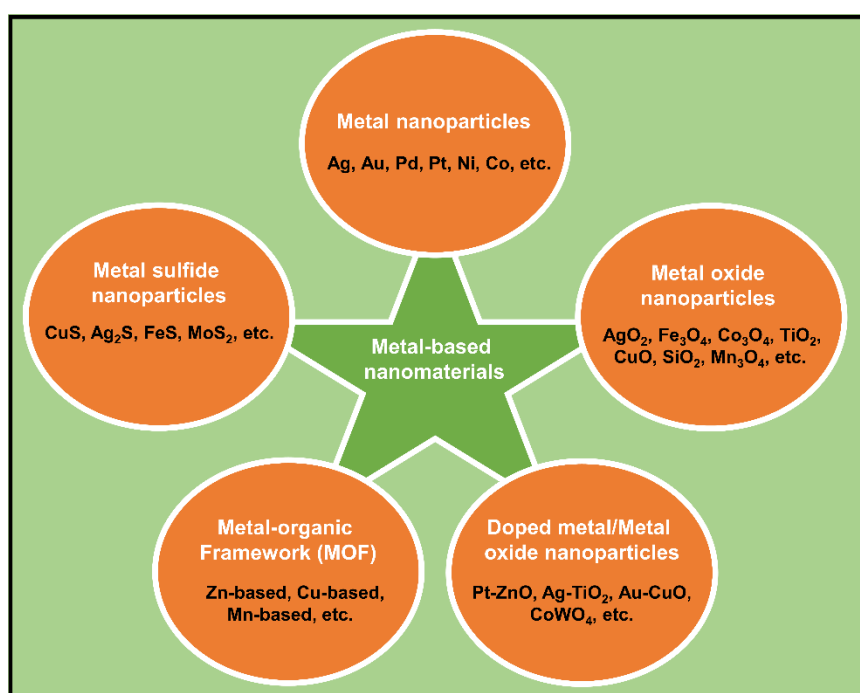 Metal nanoparticles
Ag, Au, Pd, Pt, Ni, Co, etc.
Metal sulfide
nanoparticles
CuS, Ag₂S, FeS, MoS₂, etc.
Metal oxide
nanoparticles
AgO₂, Fe₃O₄, Co₃O₄, TiO₂,
CuO, SiO₂, Mn₃O₄, etc.
Metal-based
nanomaterials
Metal-organic
Framework (MOF)
Zn-based, Cu-based,
Mn-based, etc.
Doped metal/Metal
oxide nanoparticles
Pt-ZnO, Ag-TiO₂, Au-CuO,
CoWO₄, etc.